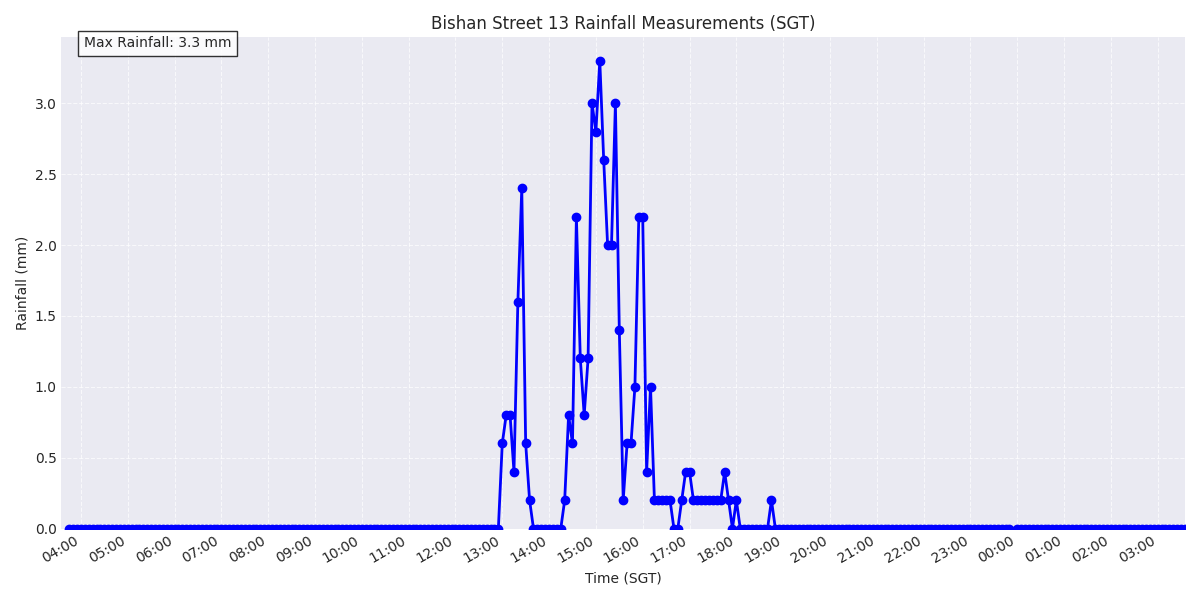 Bishan Street 13 Rainfall Measurements (SGT)
Max Rainfall: 3.3 mm
Rainfall (mm)
3.0
2.5
2.0
1.5
1.0
0.5
0.0
04:00 05:00 06:00 07:00 08:00 09:00 10:00 11:00 12:00 13:00 14:00 15:00 16:00 17:00 18:00 19:00 20:00 21:00 22:00 23:00 00:00 01:00 02:00 03:00
Time (SGT)